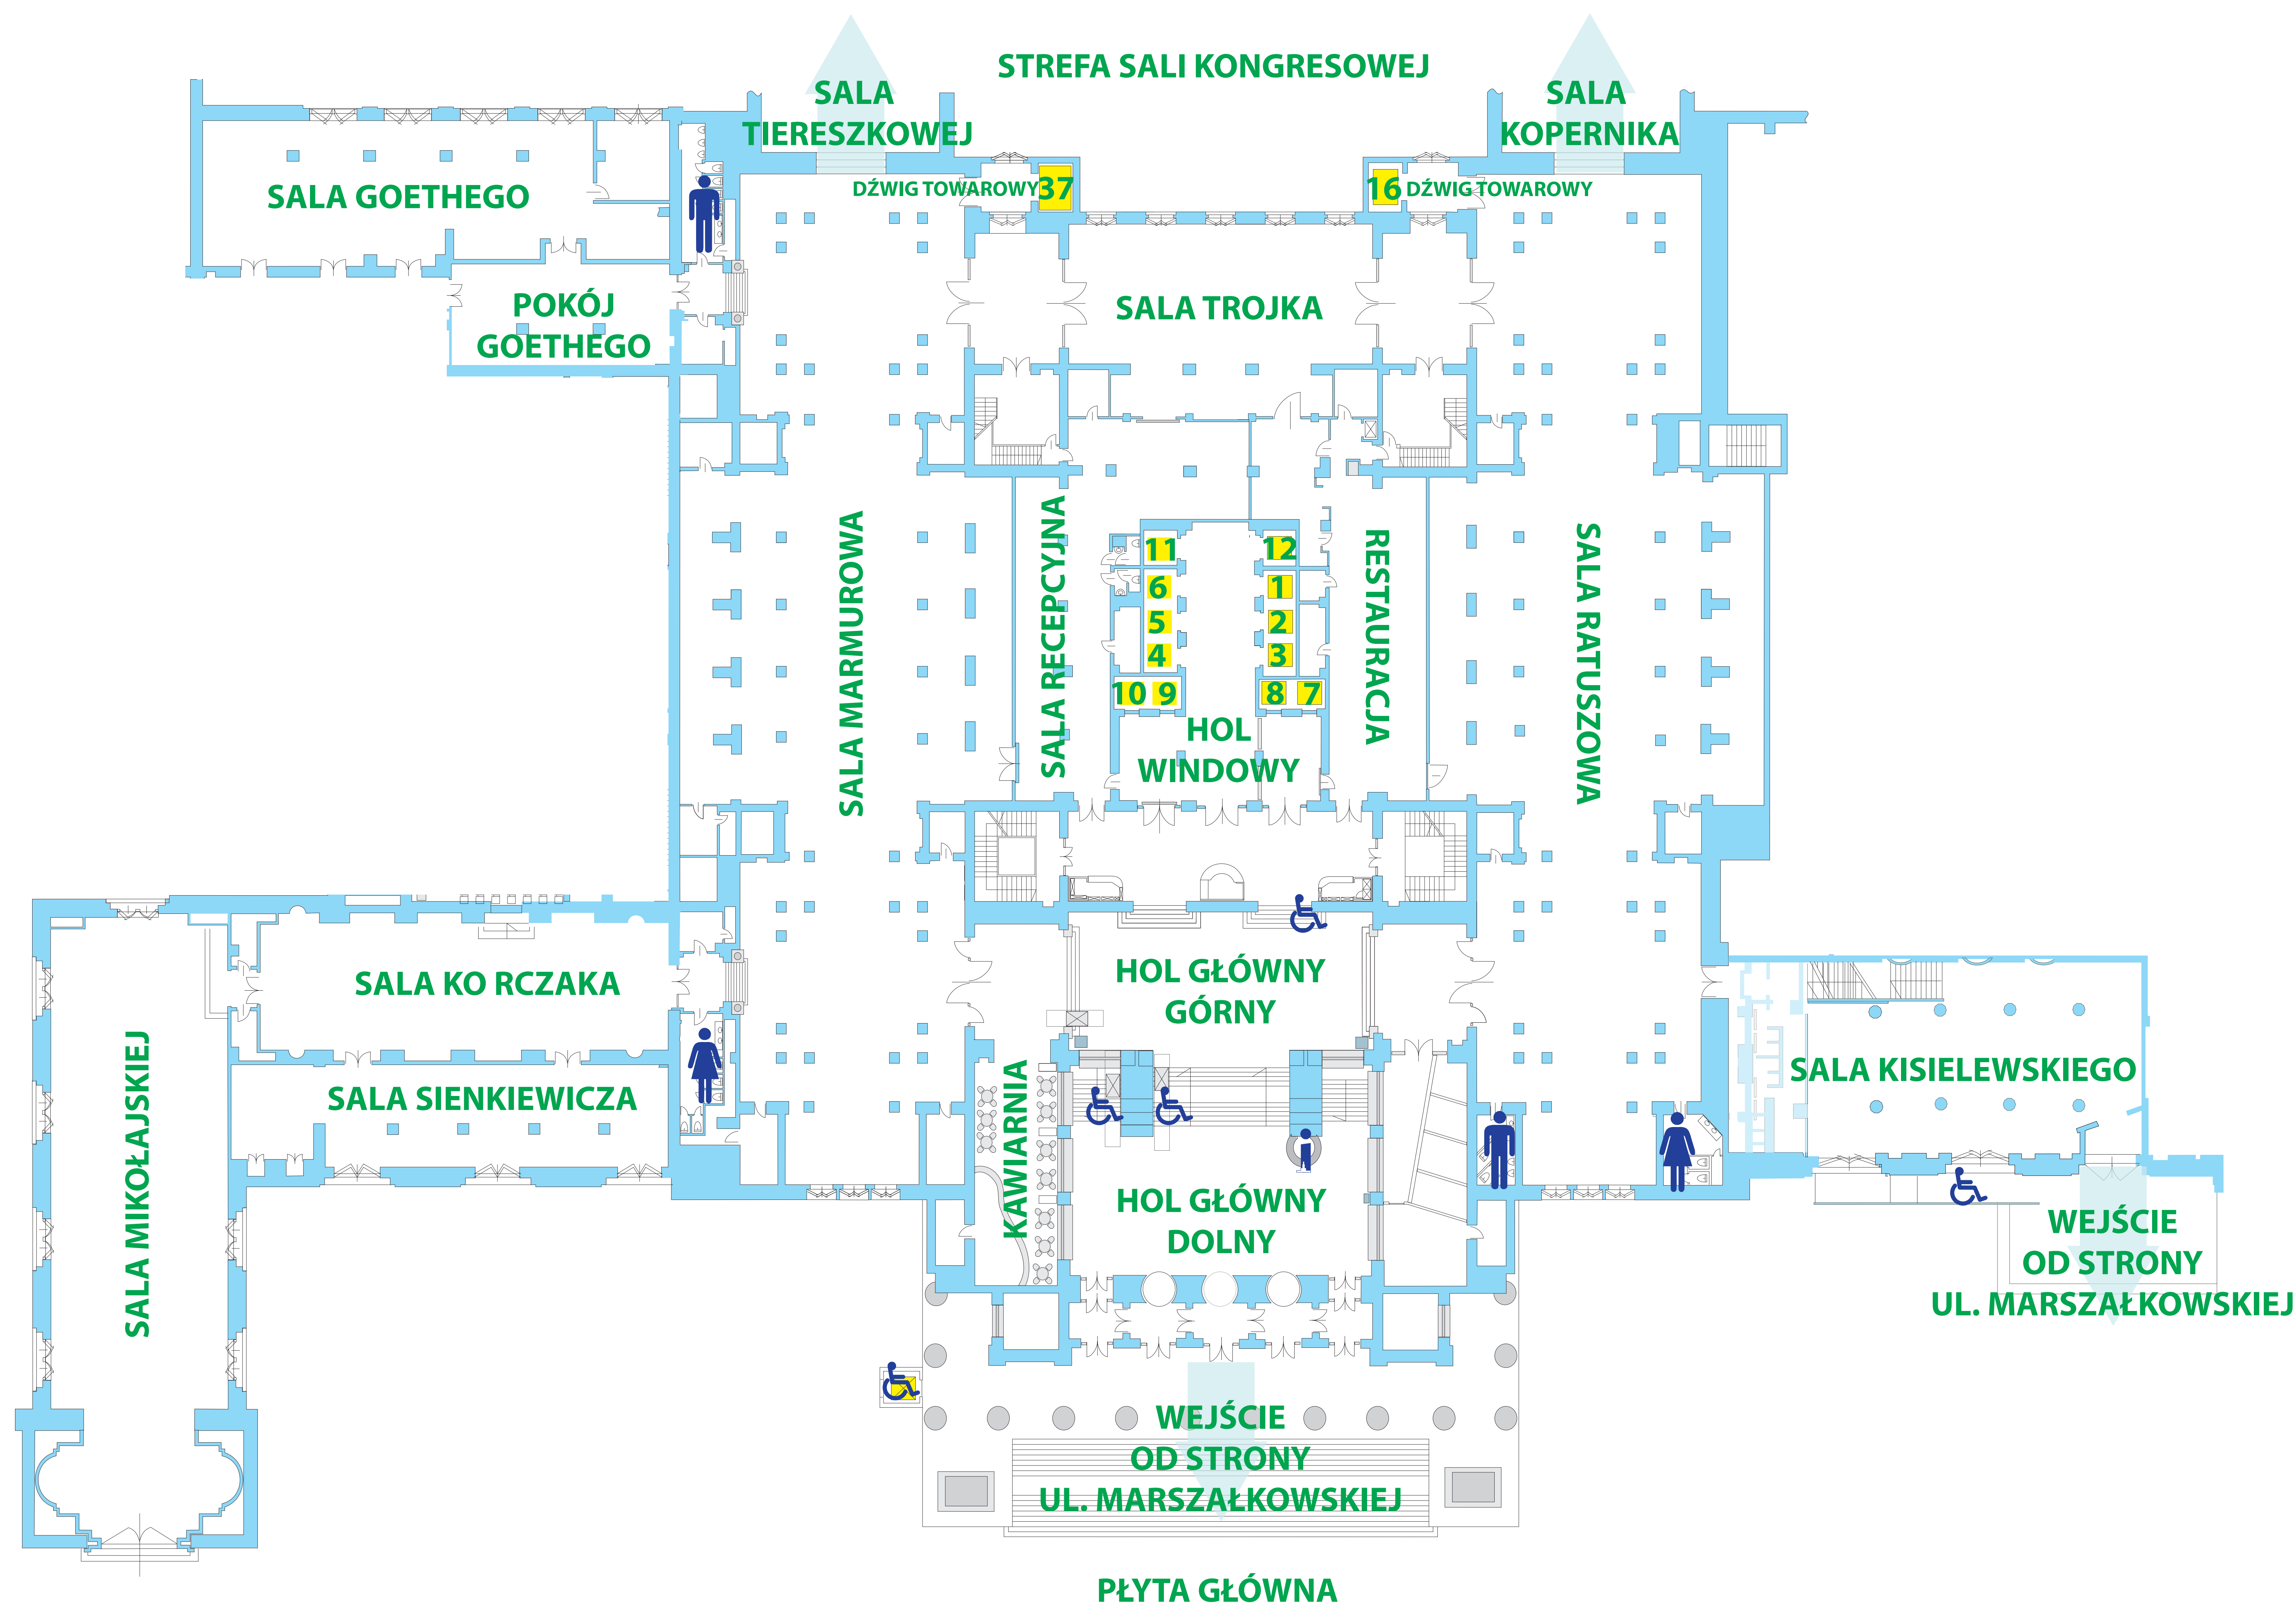 STREFA SALI KONGRESOWEJ
SALA
TIERESZKOWEJ
SALA
KOPERNIKA
SALA GOETHEGO
DŹWIG TOWAROWY
37
16
DŹWIG TOWAROWY
POKÓJ
GOETHEGO
SALA TROJKA
SALA MARMUROWA
SALA RECEPCYJNA
RESTAURACJA
SALA RATUSZOWA
11
12
6
1
5
2
4
3
10
9
8
7
HOL
WINDOWY
SALA KO RCZAKA
HOL GŁÓWNY
GÓRNY
SALA MIKOŁAJSKIEJ
SALA SIENKIEWICZA
KAWIARNIA
SALA KISIELEWSKIEGO
HOL GŁÓWNY
DOLNY
WEJŚCIE
OD STRONY
UL. MARSZAŁKOWSKIEJ
WEJŚCIE
OD STRONY
UL. MARSZAŁKOWSKIEJ
PŁYTA GŁÓWNA